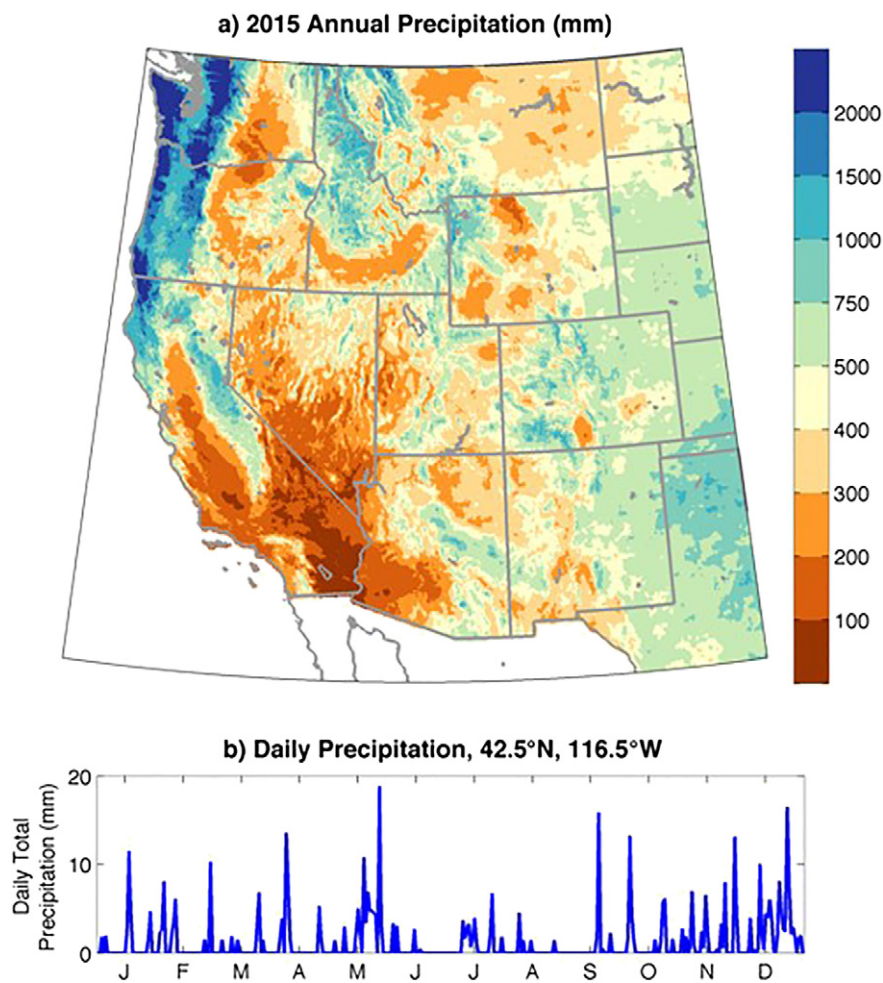 a) 2015 Annual Precipitation (mm)
2000
1500
1000
750
500
400
300
200
100
b) Daily Precipitation, 42.5°N, 116.5°W
Daily Total
Precipitation (mm)
20
10
0
J F M A M J J A S O N D